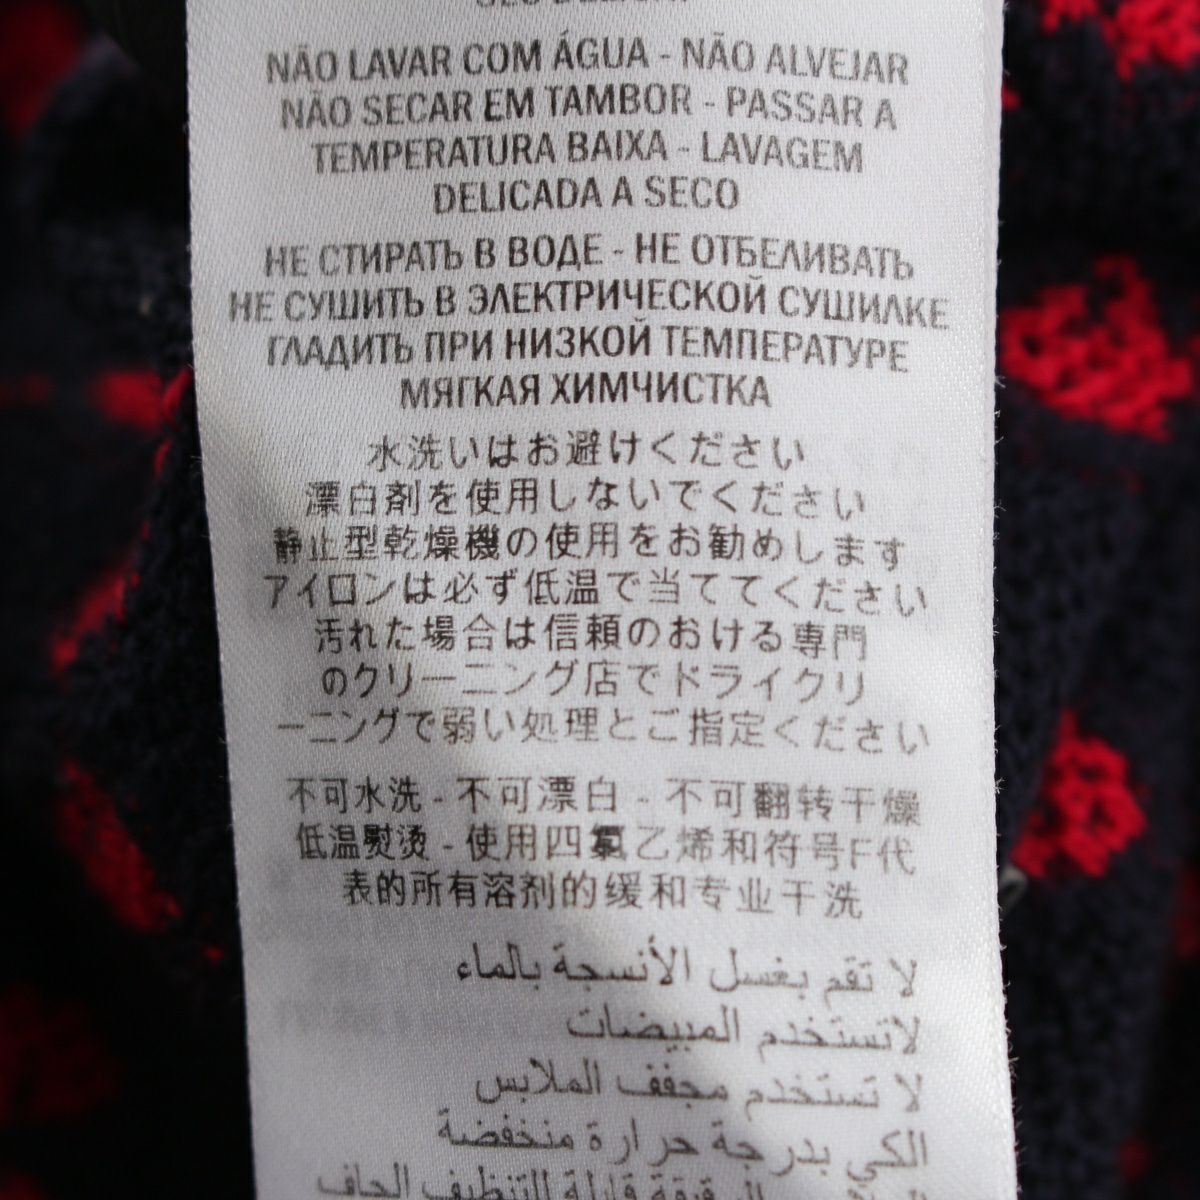 NÃO LAVAR COM ÁGUA - NÃO ALVEJAR
NÃO SECAR EM TAMBOR - PASSAR A
TEMPERATURA BAIXA - LAVAGEM
DELICADA A SECO
НЕ СТИРАТЬ В ВОДЕ - НЕ ОТБЕЛИВАТЬ
НЕ СУШИТЬ В ЭЛЕКТРИЧЕСКОЙ СУШИЛКЕ
ГЛАДИТЬ ПРИ НИЗКОЙ ТЕМПЕРАТУРЕ
МЯГКАЯ ХИМЧИСТКА
水洗いはお避けください
漂白剤を使用しないでください
静止型乾燥機の使用をお勧めします
アイロンは必ず低温で当ててください
汚れた場合は信頼のおける専門
のクリーニング店でドライクリ
ーニングで弱い処理とご指定ください
不可水洗 - 不可漂白 - 不可翻转干燥
低温熨烫 - 使用四氯乙烯和符号F代
表的所有溶剂的缓和专业干洗
لا تقم بغسل الأنسجة بالماء
لاتستخدم المبيضات
لا تستخدم مجفف الملابس
الكي بدرجة حرارة منخفضة
الدقيقة قابلة للتنظيف الجاف